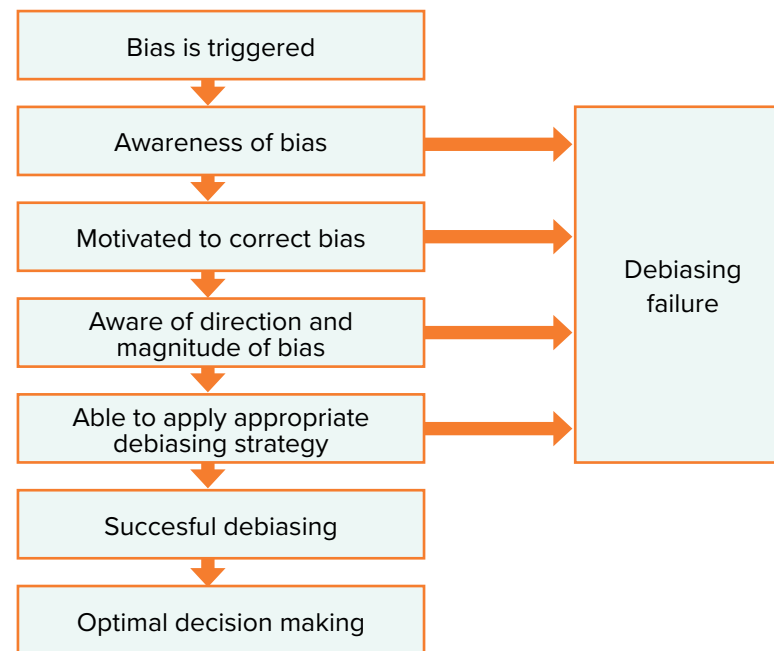 Bias is triggered
Awareness of bias
Motivated to correct bias
Aware of direction and
magnitude of bias
Able to apply appropriate
debiasing strategy
Succesful debiasing
Optimal decision making
Debiasing
failure